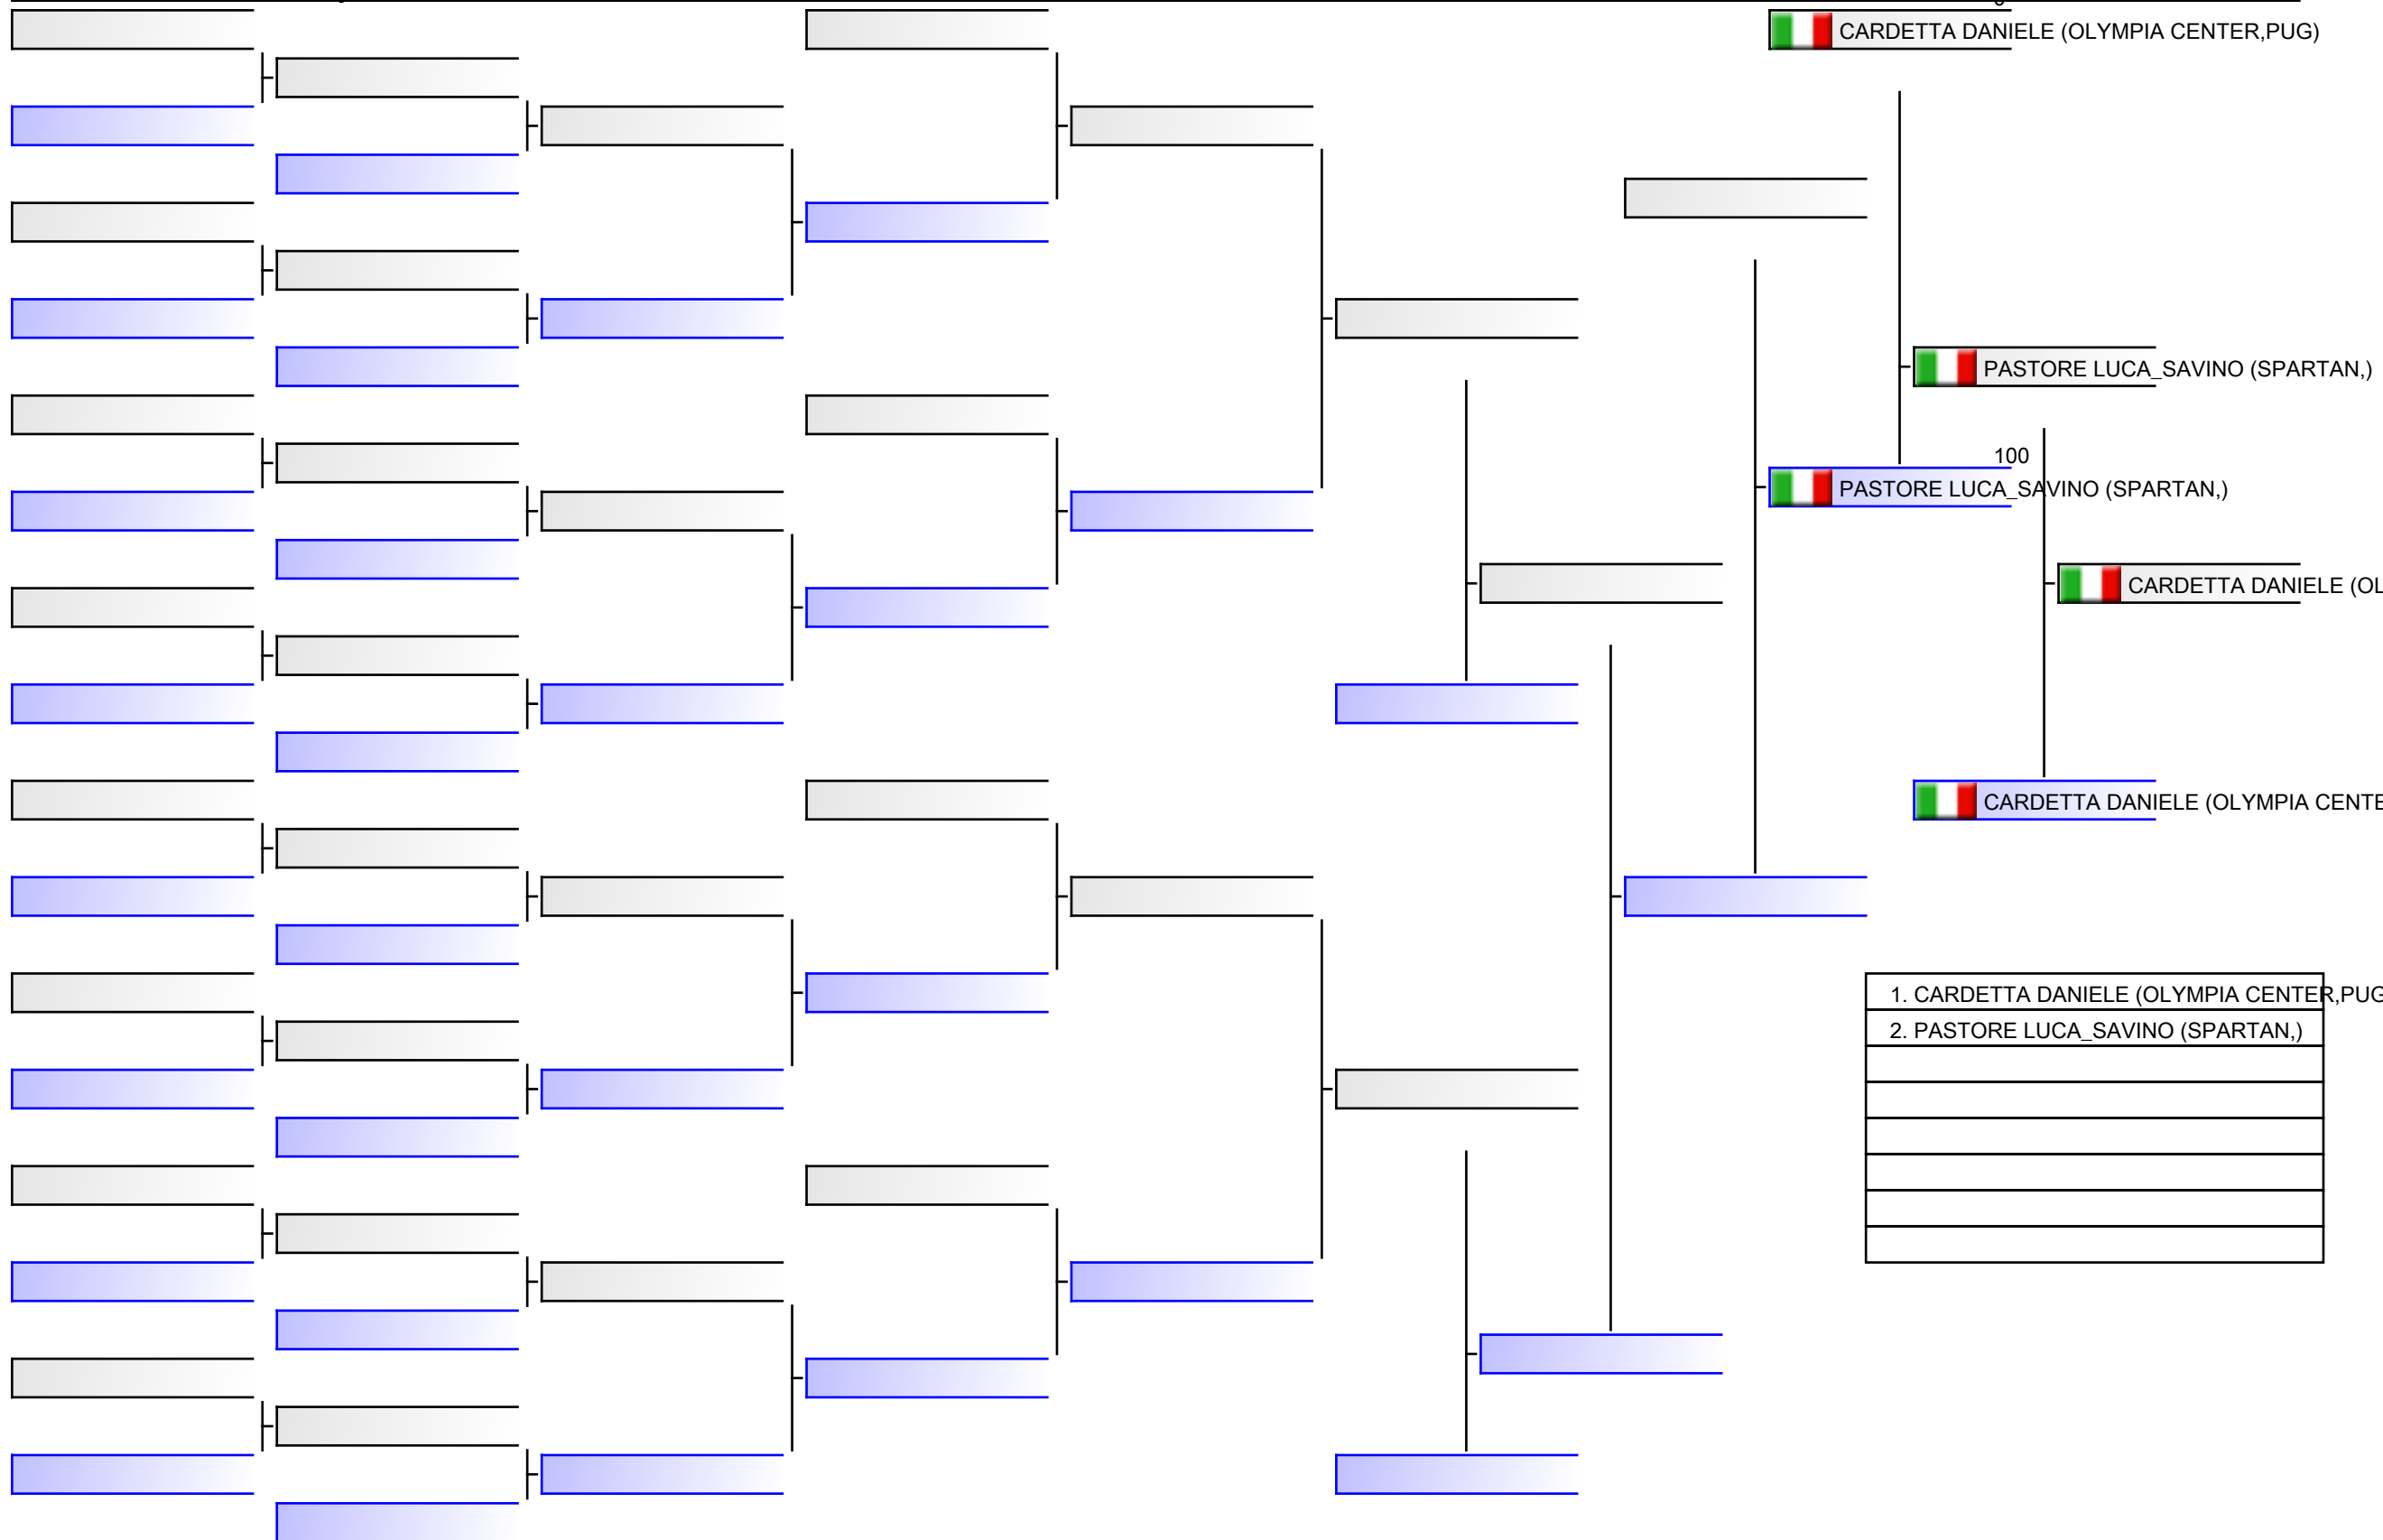 CARDETTA DANIELE (OLYMPIA CENTER,PUG)
PASTORE LUCA_SAVINO (SPARTAN,)
100
PASTORE LUCA_SAVINO (SPARTAN,)
CARDETTA DANIELE (OL
CARDETTA DANIELE (OLYMPIA CENTE
1. CARDETTA DANIELE (OLYMPIA CENTER,PUG
2. PASTORE LUCA_SAVINO (SPARTAN,)